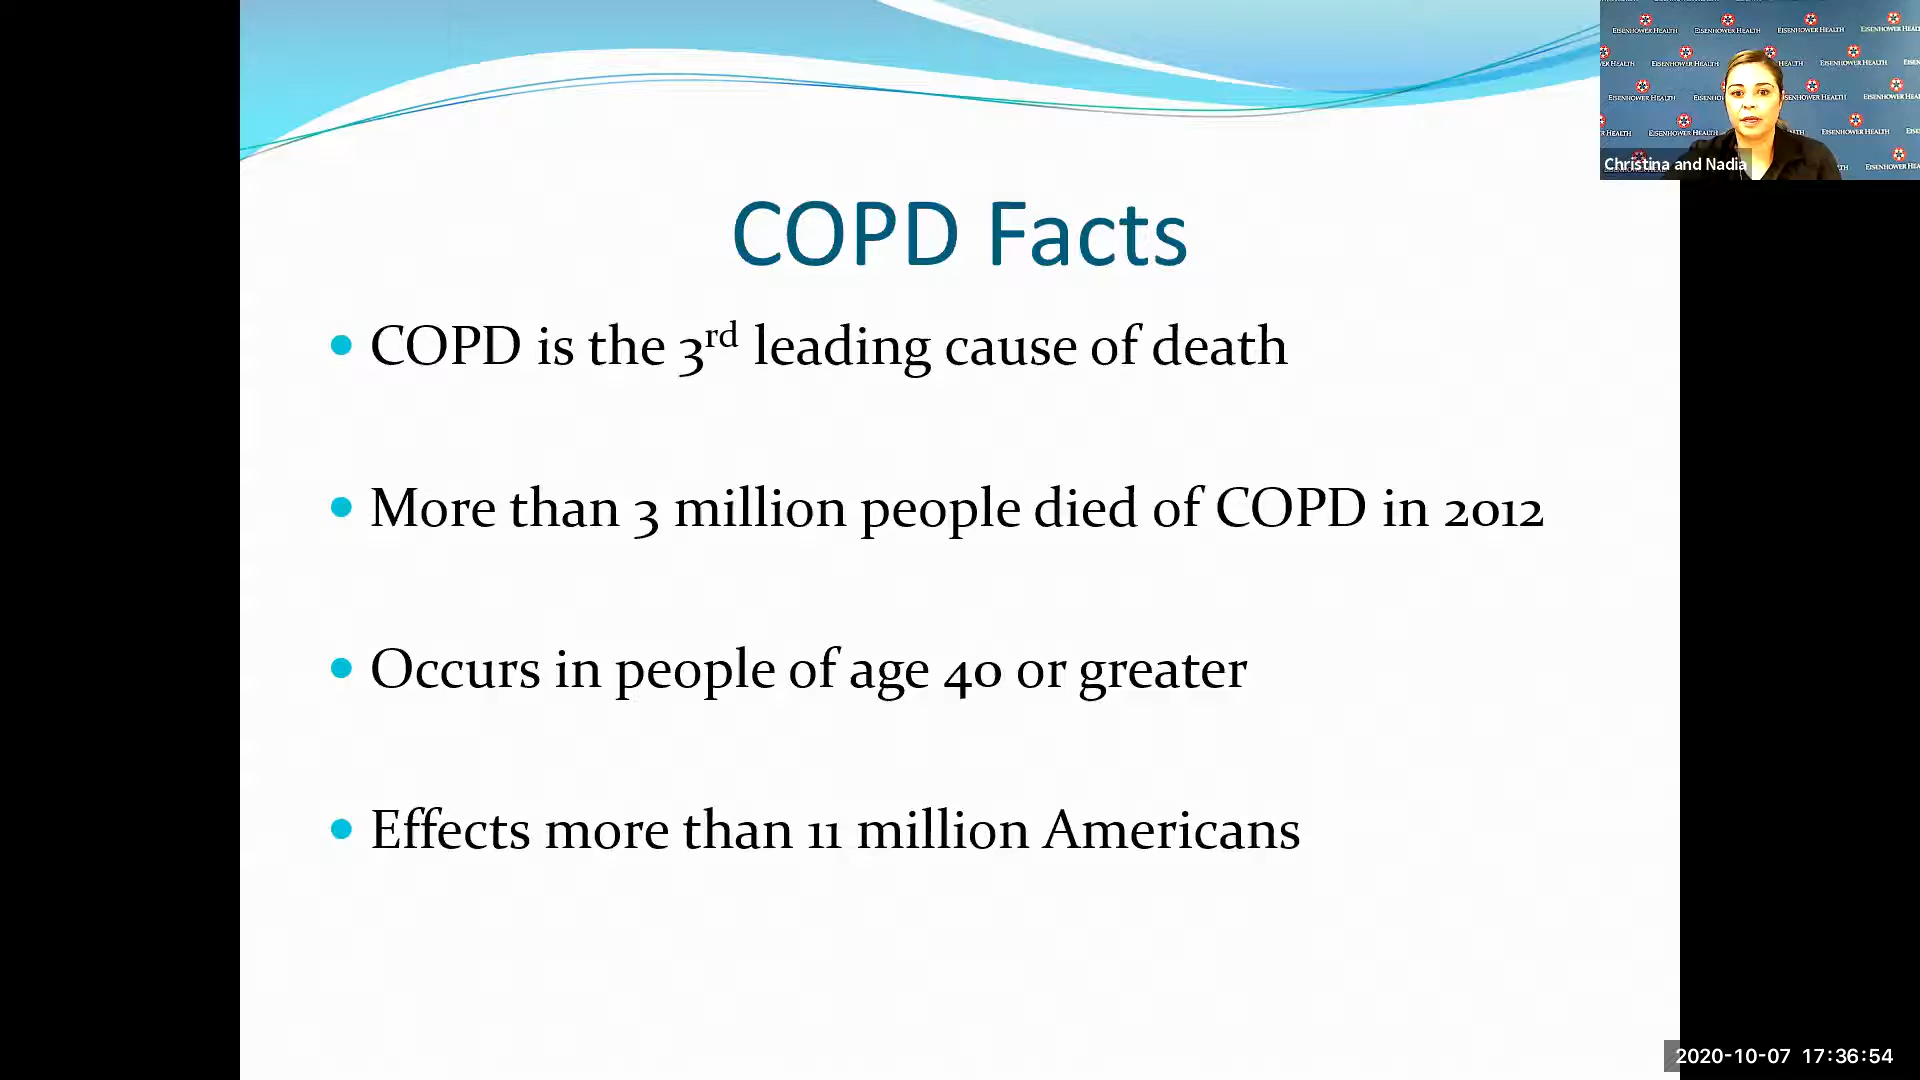 COPD Facts
• COPD is the 3rd leading cause of death
• More than 3 million people died of COPD in 2012
• Occurs in people of age 40 or greater
• Effects more than 11 million Americans
EISENHOWER HEALTH
Christina and Nadia
2020-10-07 17:36:54